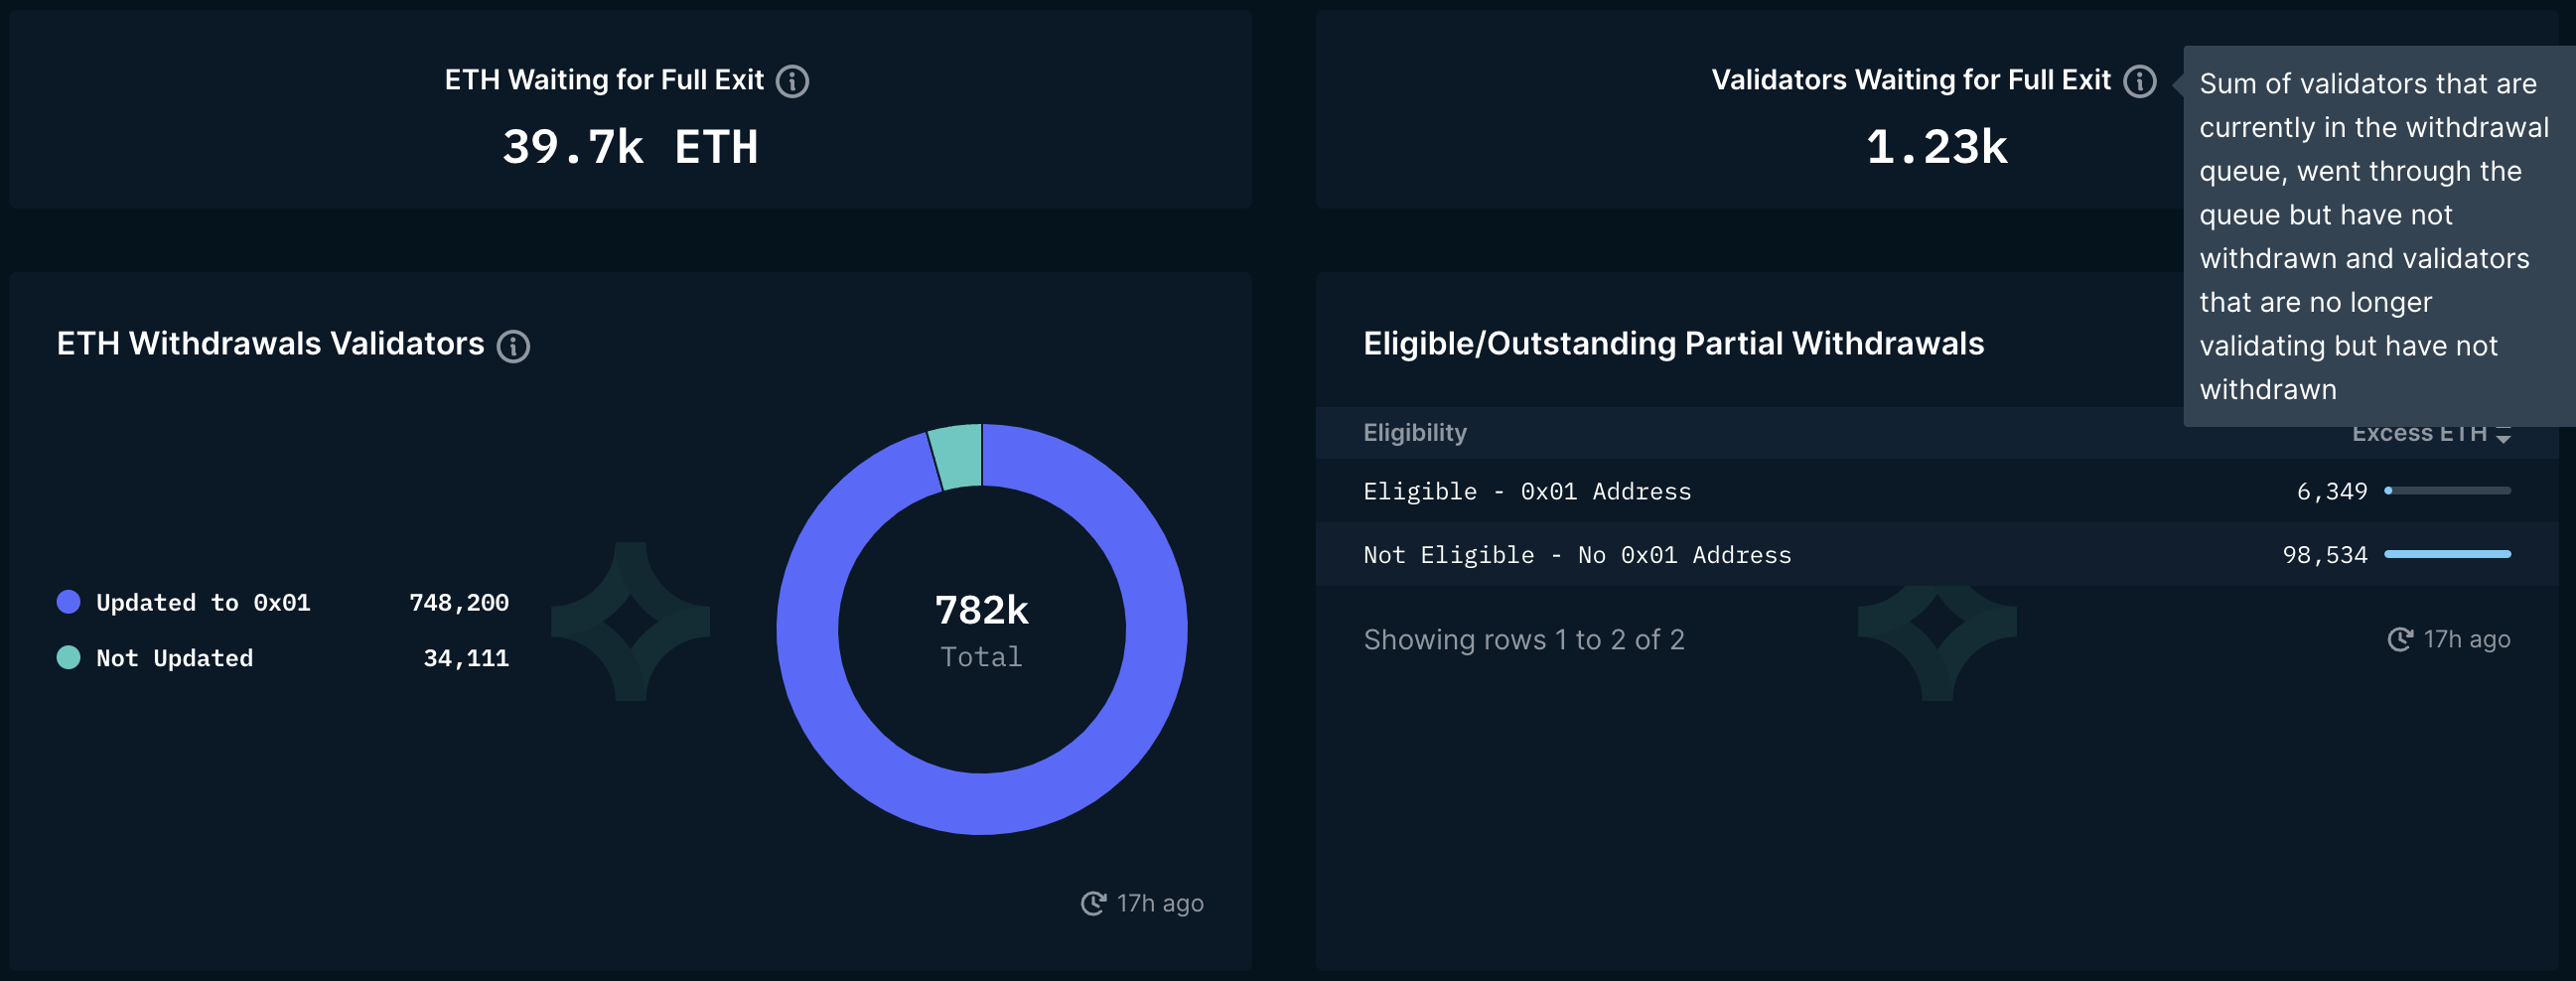 ETH Waiting for Full Exit
39.7k ETH
Validators Waiting for Full Exit
1.23k
Sum of validators that are
currently in the withdrawal
queue, went through the
queue but have not
withdrawn and validators
that are no longer
validating but have not
withdrawn
ETH Withdrawals Validators
Updated to 0x01 748,200
Not Updated 34,111
782k
Total
17h ago
Eligible/Outstanding Partial Withdrawals
Eligibility Excess ETH
Eligible - 0x01 Address 6,349
Not Eligible - No 0x01 Address 98,534
Showing rows 1 to 2 of 2 17h ago